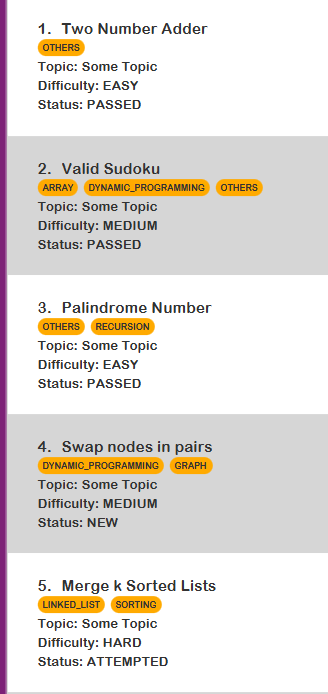 1. Two Number Adder
OTHERS
Topic: Some Topic
Difficulty: EASY
Status: PASSED
2. Valid Sudoku
ARRAY DYNAMIC_PROGRAMMING OTHERS
Topic: Some Topic
Difficulty: MEDIUM
Status: PASSED
3. Palindrome Number
OTHERS RECURSION
Topic: Some Topic
Difficulty: EASY
Status: PASSED
4. Swap nodes in pairs
DYNAMIC_PROGRAMMING GRAPH
Topic: Some Topic
Difficulty: MEDIUM
Status: NEW
5. Merge k Sorted Lists
LINKED_LIST SORTING
Topic: Some Topic
Difficulty: HARD
Status: ATTEMPTED